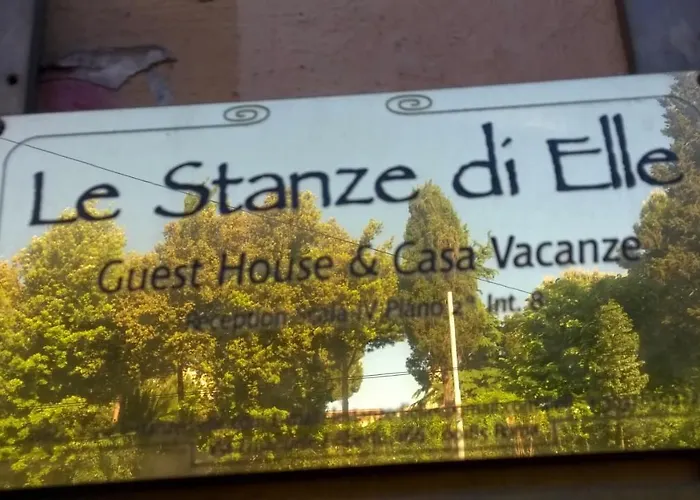 Le Stanze di Elle
Guest House & Casa Vacanze
reception Scala IV Piano 2° Int. 8